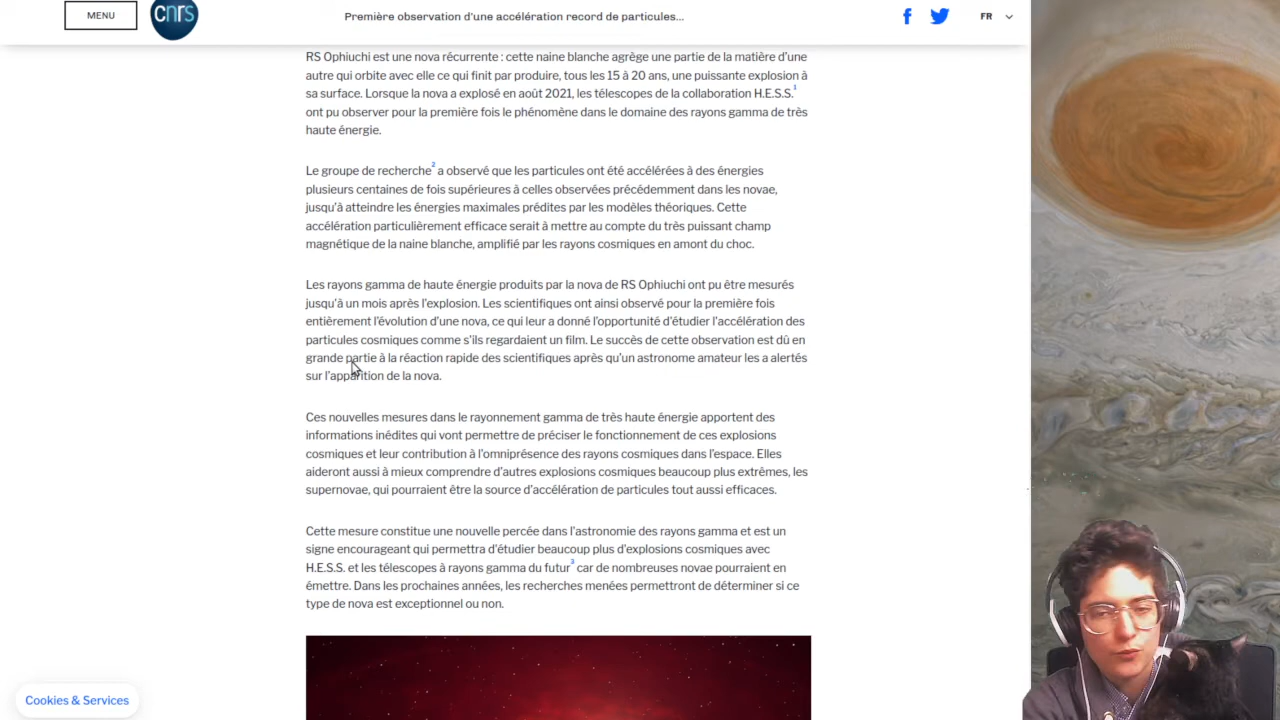 MENU
cnrs
Première observation d'une accélération record de particules...
FR
RS Ophiuchi est une nova récurrente : cette naine blanche agrège une partie de la matière d'une
autre qui orbite avec elle ce qui finit par produire, tous les 15 à 20 ans, une puissante explosion à
sa surface. Lorsque la nova a explosé en août 2021, les télescopes de la collaboration H.E.S.S.1
ont pu observer pour la première fois le phénomène dans le domaine des rayons gamma de très
haute énergie.
Le groupe de recherche2 a observé que les particules ont été accélérées à des énergies
plusieurs centaines de fois supérieures à celles observées précédemment dans les novae,
jusqu'à atteindre les énergies maximales prédites par les modèles théoriques. Cette
accélération particulièrement efficace serait à mettre au compte du très puissant champ
magnétique de la naine blanche, amplifié par les rayons cosmiques en amont du choc.
Les rayons gamma de haute énergie produits par la nova de RS Ophiuchi ont pu être mesurés
jusqu'à un mois après l'explosion. Les scientifiques ont ainsi observé pour la première fois
entièrement l'évolution d'une nova, ce qui leur a donné l'opportunité d'étudier l'accélération des
particules cosmiques comme s'ils regardaient un film. Le succès de cette observation est dû en
grande partie à la réaction rapide des scientifiques après qu'un astronome amateur les a alertés
sur l'apparition de la nova.
Ces nouvelles mesures dans le rayonnement gamma de très haute énergie apportent des
informations inédites qui vont permettre de préciser le fonctionnement de ces explosions
cosmiques et leur contribution à l'omniprésence des rayons cosmiques dans l'espace. Elles
aideront aussi à mieux comprendre d'autres explosions cosmiques beaucoup plus extrêmes, les
supernovae, qui pourraient être la source d'accélération de particules tout aussi efficaces.
Cette mesure constitue une nouvelle percée dans l'astronomie des rayons gamma et est un
signe encourageant qui permettra d'étudier beaucoup plus d'explosions cosmiques avec
H.E.S.S. et les télescopes à rayons gamma du futur3 car de nombreuses novae pourraient en
émettre. Dans les prochaines années, les recherches menées permettront de déterminer si ce
type de nova est exceptionnel ou non.
Cookies & Services